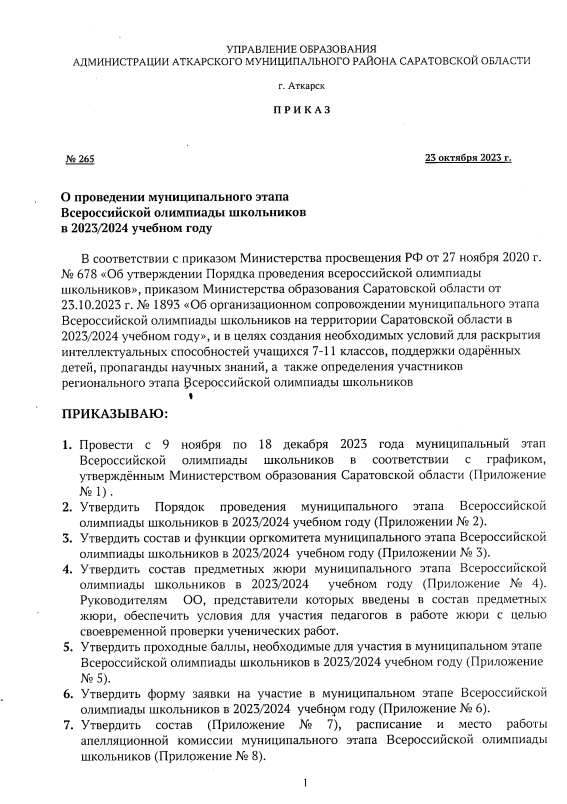 УПРАВЛЕНИЕ ОБРАЗОВАНИЯ
АДМИНИСТРАЦИИ АТКАРСКОГО МУНИЦИПАЛЬНОГО РАЙОНА САРАТОВСКОЙ ОБЛАСТИ
г. Аткарск
П Р И К А З
№ 265
23 октября 2023 г.
О проведении муниципального этапа
Всероссийской олимпиады школьников
в 2023/2024 учебном году
В соответствии с приказом Министерства просвещения РФ от 27 ноября 2020 г.
№ 678 «Об утверждении Порядка проведения всероссийской олимпиады
школьников», приказом Министерства образования Саратовской области от
23.10.2023 г. № 1893 «Об организационном сопровождении муниципального этапа
Всероссийской олимпиады школьников на территории Саратовской области в
2023/2024 учебном году», и в целях создания необходимых условий для раскрытия
интеллектуальных способностей учащихся 7-11 классов, поддержки одарённых
детей, пропаганды научных знаний, а также определения участников
регионального этапа Всероссийской олимпиады школьников
ПРИКАЗЫВАЮ:
1. Провести с 9 ноября по 18 декабря 2023 года муниципальный этап
Всероссийской олимпиады школьников в соответствии с графиком,
утверждённым Министерством образования Саратовской области (Приложение
№ 1) .
2. Утвердить Порядок проведения муниципального этапа Всероссийской
олимпиады школьников в 2023/2024 учебном году (Приложении № 2).
3. Утвердить состав и функции оргкомитета муниципального этапа Всероссийской
олимпиады школьников в 2023/2024 учебном году (Приложении № 3).
4. Утвердить состав предметных жюри муниципального этапа Всероссийской
олимпиады школьников в 2023/2024 учебном году (Приложение № 4).
Руководителям ОО, представители которых введены в состав предметных
жюри, обеспечить условия для участия педагогов в работе жюри с целью
своевременной проверки ученических работ.
5. Утвердить проходные баллы, необходимые для участия в муниципальном этапе
Всероссийской олимпиады школьников в 2023/2024 учебном году (Приложение
№ 5).
6. Утвердить форму заявки на участие в муниципальном этапе Всероссийской
олимпиады школьников в 2023/2024 учебном году (Приложение № 6).
7. Утвердить состав (Приложение № 7), расписание и место работы
апелляционной комиссии муниципального этапа Всероссийской олимпиады
школьников (Приложение № 8).
1